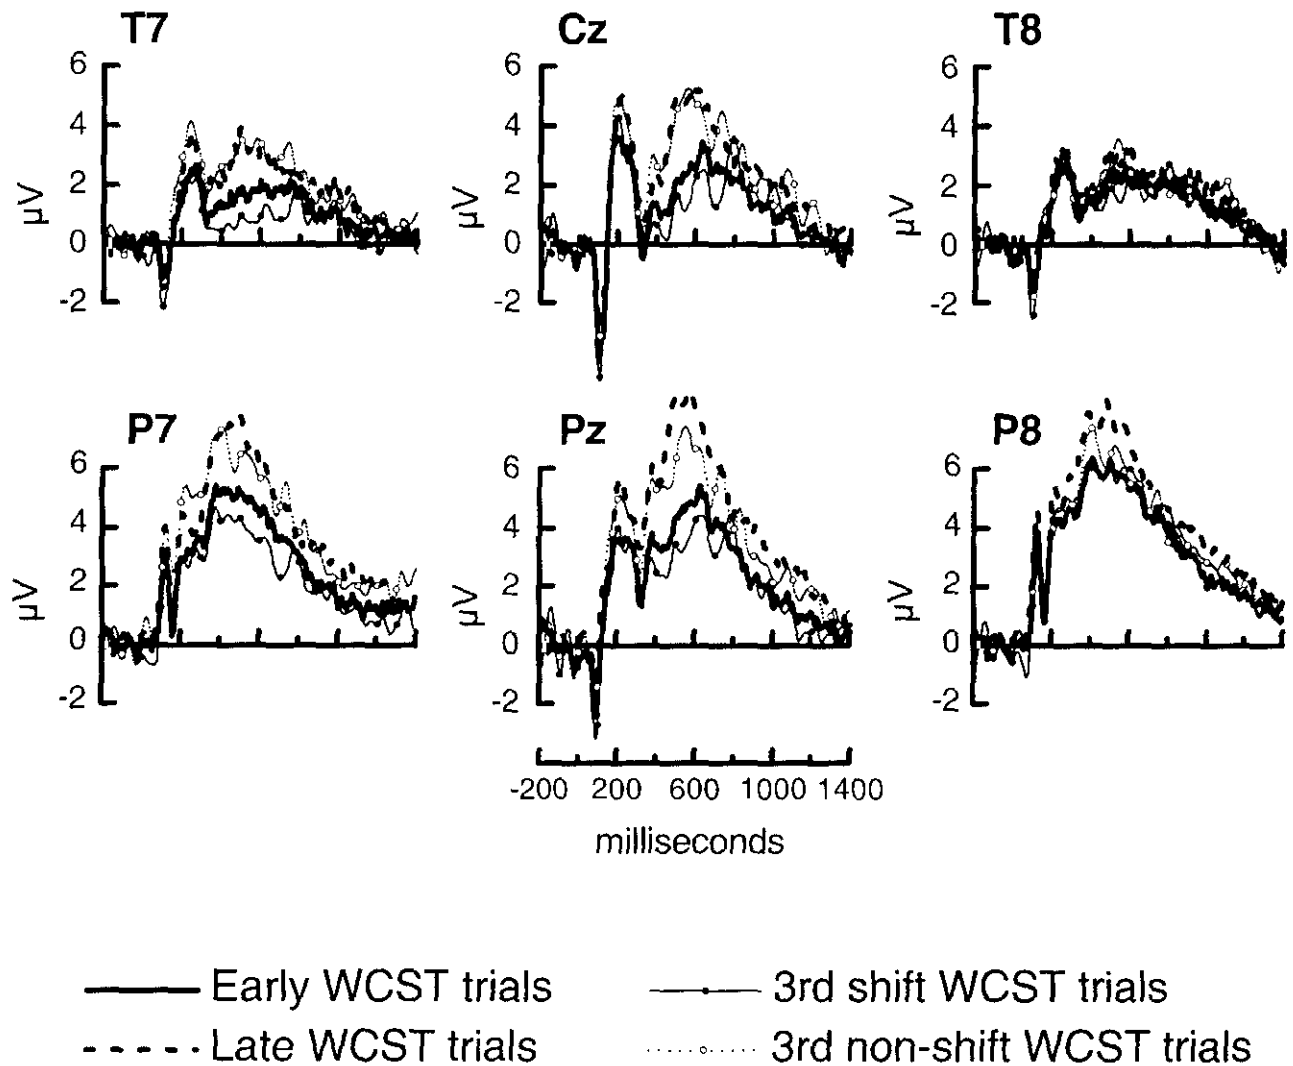 T7 Cz T8
6 6 6
4 4 4
µV 2 µV 2 µV 2
0 0 0
-2 -2 -2
P7 Pz P8
6 6 6
4 4 4
µV 2 µV 2 µV 2
0 0 0
-2 -2 -2
-200 200 600 1000 1400
milliseconds
Early WCST trials 3rd shift WCST trials
Late WCST trials 3rd non-shift WCST trials